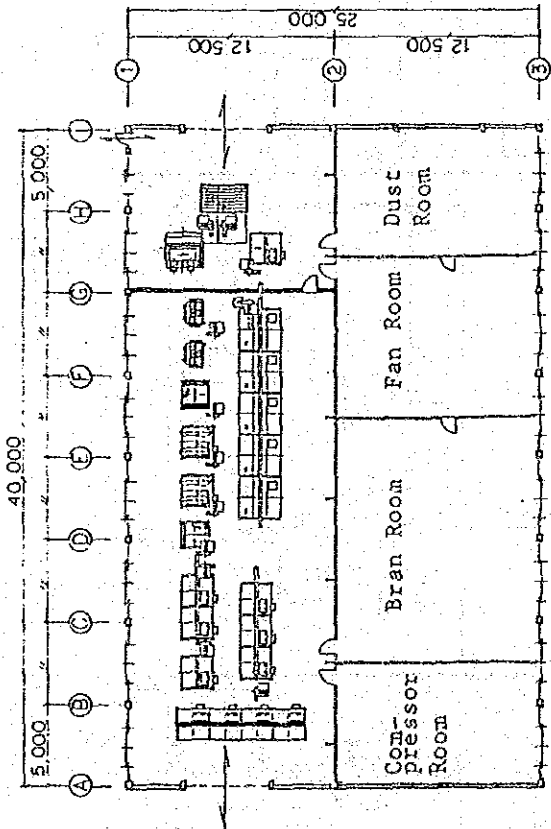 40,000
5,000
〃
〃
〃
〃
〃
〃
5,000
A
B
C
D
E
F
G
H
I
25,000
12,500
12,500
1
2
3
Com-
pressor
Room
Bran Room
Fan Room
Dust
Room